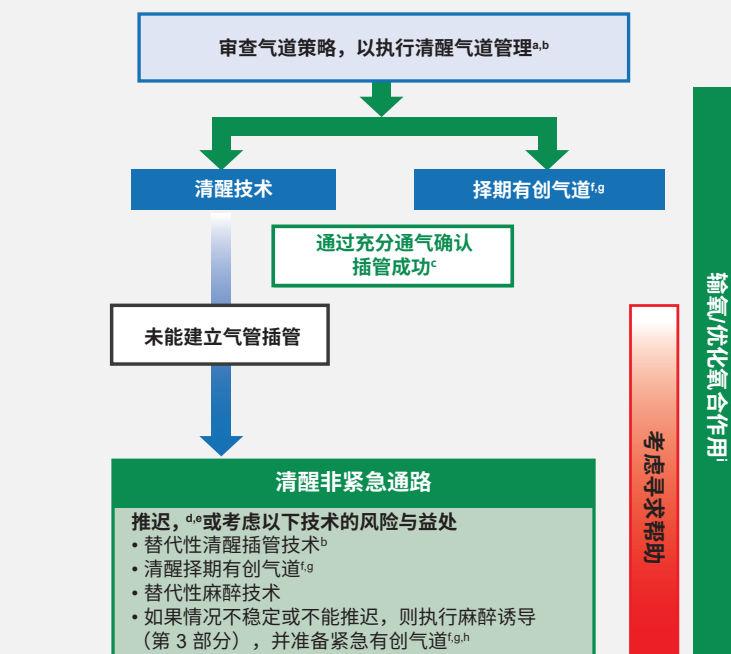 审查气道策略，以执行清醒气道管理a,b
清醒技术
择期有创气道f,g
通过充分通气确认
插管成功c
未能建立气管插管
清醒非紧急通路
推迟，d,e或考虑以下技术的风险与益处
• 替代性清醒插管技术b
• 清醒择期有创气道f,g
• 替代性麻醉技术
• 如果情况不稳定或不能推迟，则执行麻醉诱导
（第 3 部分），并准备紧急有创气道f,g,h
考虑寻求帮助
输氧/优化氧合作用i